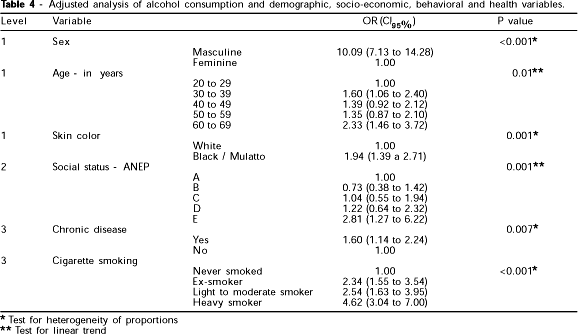 Table 4 - Adjusted analysis of alcohol consumption and demographic, socio-economic, behavioral and health variables.
Level Variable OR (CI95%) P value
1 Sex <0.001*
Masculine 10.09 (7.13 to 14.28)
Feminine 1.00
1 Age - in years 0.01**
20 to 29 1.00
30 to 39 1.60 (1.06 to 2.40)
40 to 49 1.39 (0.92 to 2.12)
50 to 59 1.35 (0.87 to 2.10)
60 to 69 2.33 (1.46 to 3.72)
1 Skin color 0.001*
White 1.00
Black / Mulatto 1.94 (1.39 a 2.71)
2 Social status - ANEP 0.001**
A 1.00
B 0.73 (0.38 to 1.42)
C 1.04 (0.55 to 1.94)
D 1.22 (0.64 to 2.32)
E 2.81 (1.27 to 6.22)
3 Chronic disease 0.007*
Yes 1.60 (1.14 to 2.24)
No 1.00
3 Cigarette smoking <0.001*
Never smoked 1.00
Ex-smoker 2.34 (1.55 to 3.54)
Light to moderate smoker 2.54 (1.63 to 3.95)
Heavy smoker 4.62 (3.04 to 7.00)
* Test for heterogeneity of proportions
** Test for linear trend